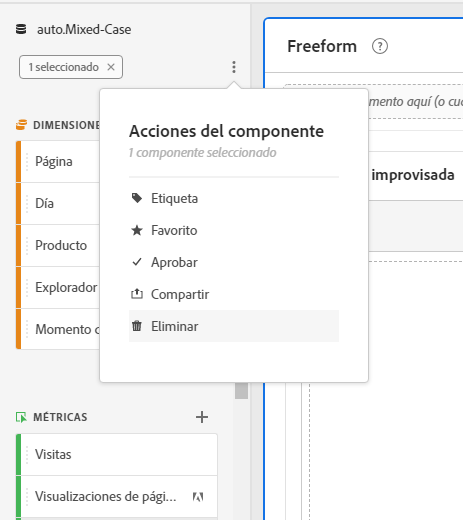 auto.Mixed-Case
1 seleccionado
Freeform
mento aquí (o cua
improvisada
DIMENSIONE
Página
Día
Producto
Explorador
Momento d
Acciones del componente
1 componente seleccionado
Etiqueta
Favorito
Aprobar
Compartir
Eliminar
MÉTRICAS
Visitas
Visualizaciones de pági...